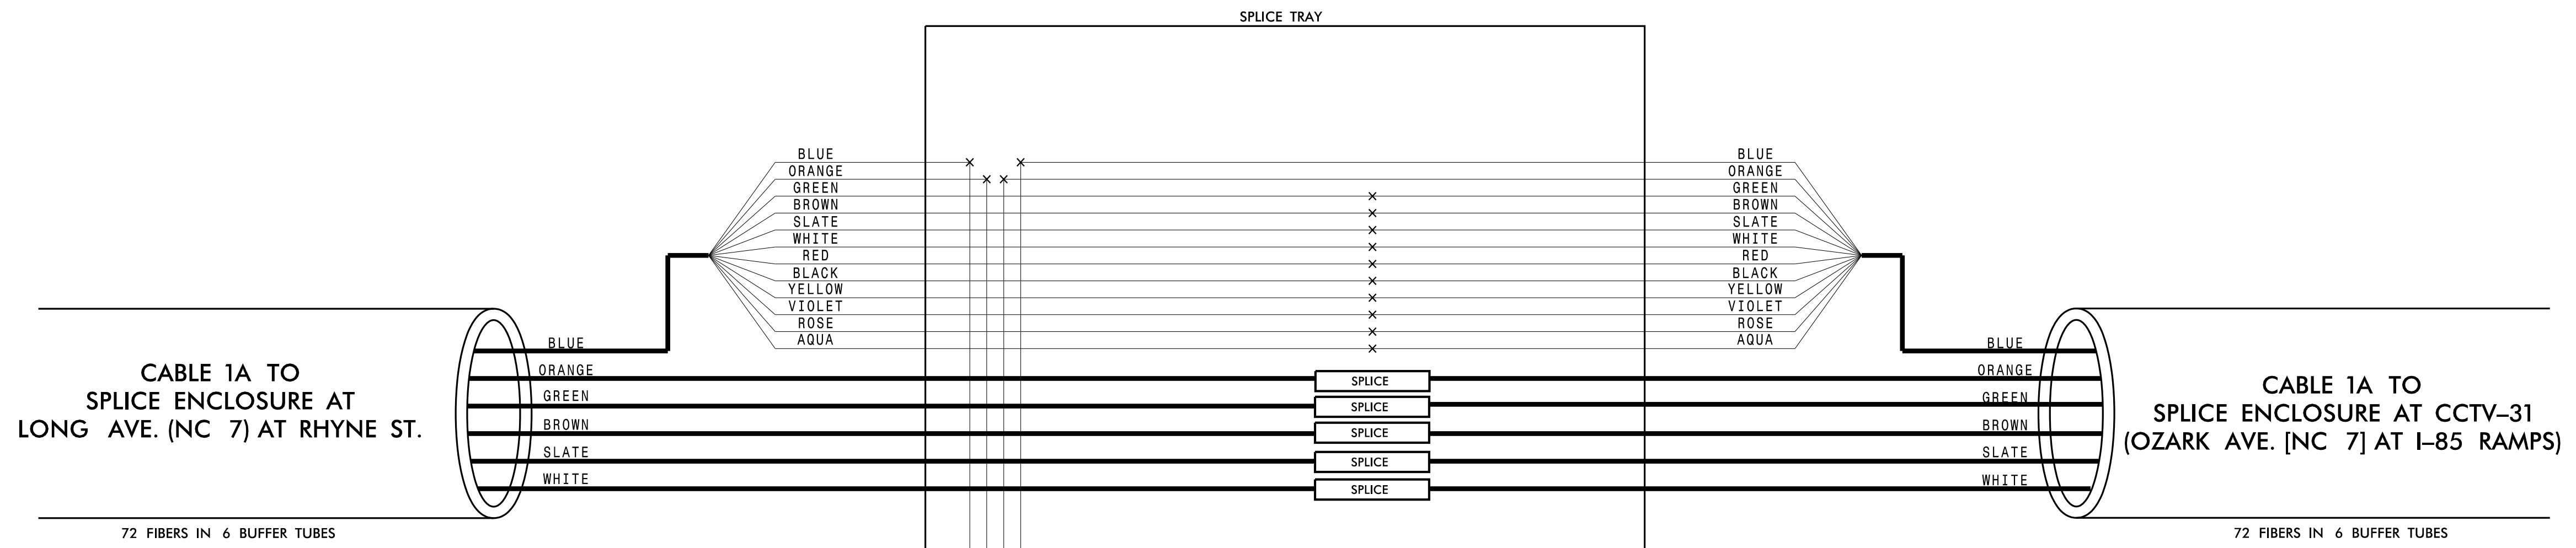 SPLICE TRAY
BLUE
ORANGE
GREEN
BROWN
SLATE
WHITE
RED
BLACK
YELLOW
VIOLET
ROSE
AQUA
BLUE
ORANGE
GREEN
BROWN
SLATE
WHITE
RED
BLACK
YELLOW
VIOLET
ROSE
AQUA
CABLE 1A TO
SPLICE ENCLOSURE AT
LONG AVE. (NC 7) AT RHYNE ST.
72 FIBERS IN 6 BUFFER TUBES
BLUE
ORANGE
GREEN
BROWN
SLATE
WHITE
SPLICE
SPLICE
SPLICE
SPLICE
SPLICE
BLUE
ORANGE
GREEN
BROWN
SLATE
WHITE
CABLE 1A TO
SPLICE ENCLOSURE AT CCTV–31
(OZARK AVE. [NC 7] AT I–85 RAMPS)
72 FIBERS IN 6 BUFFER TUBES